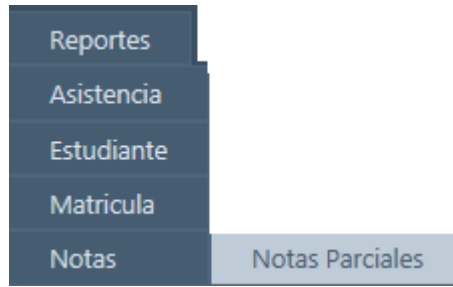 Reportes
Asistencia
Estudiante
Matricula
Notas Notas Parciales